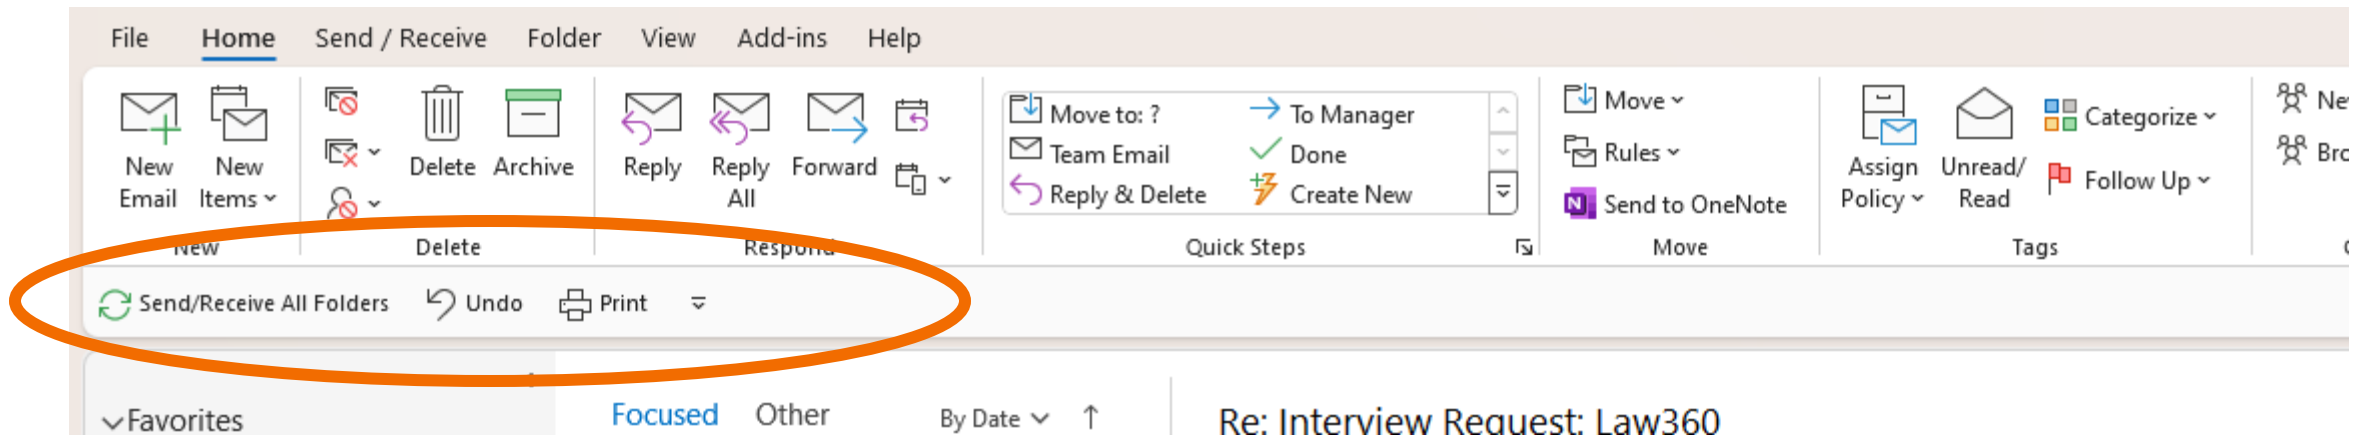 File Home Send / Receive Folder View Add-ins Help
New Email
New Items
Delete
Archive
Reply
Reply All
Forward
Move to: ?
Team Email
Reply & Delete
To Manager
Done
Create New
Move
Rules
Send to OneNote
Assign Policy
Unread/ Read
Categorize
Follow Up
New Delete Respond Quick Steps Move Tags
Send/Receive All Folders Undo Print
Favorites
Focused Other By Date
Re: Interview Request: Law360